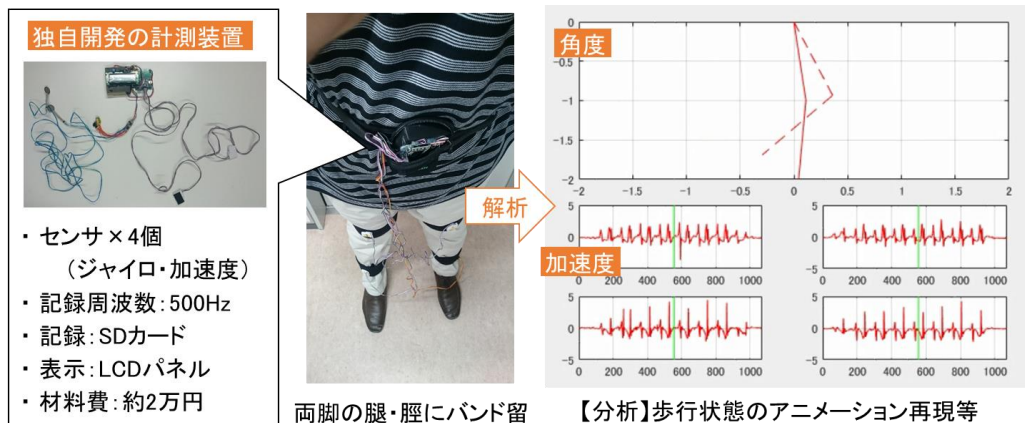 独自開発の計測装置
・ センサ×4個
（ジャイロ・加速度）
・ 記録周波数：500Hz
・ 記録：SDカード
・ 表示：LCDパネル
・ 材料費：約2万円
両脚の腿・脛にバンド留
解析
角度
0
-0.5
-1
-1.5
-2
-2 -1.5 -1 -0.5 0 0.5 1 1.5 2
加速度
5
0
-5
0 200 400 600 800 1000
5
0
-5
0 200 400 600 800 1000
5
0
-5
0 200 400 600 800 1000
5
0
-5
0 200 400 600 800 1000
【分析】歩行状態のアニメーション再現等